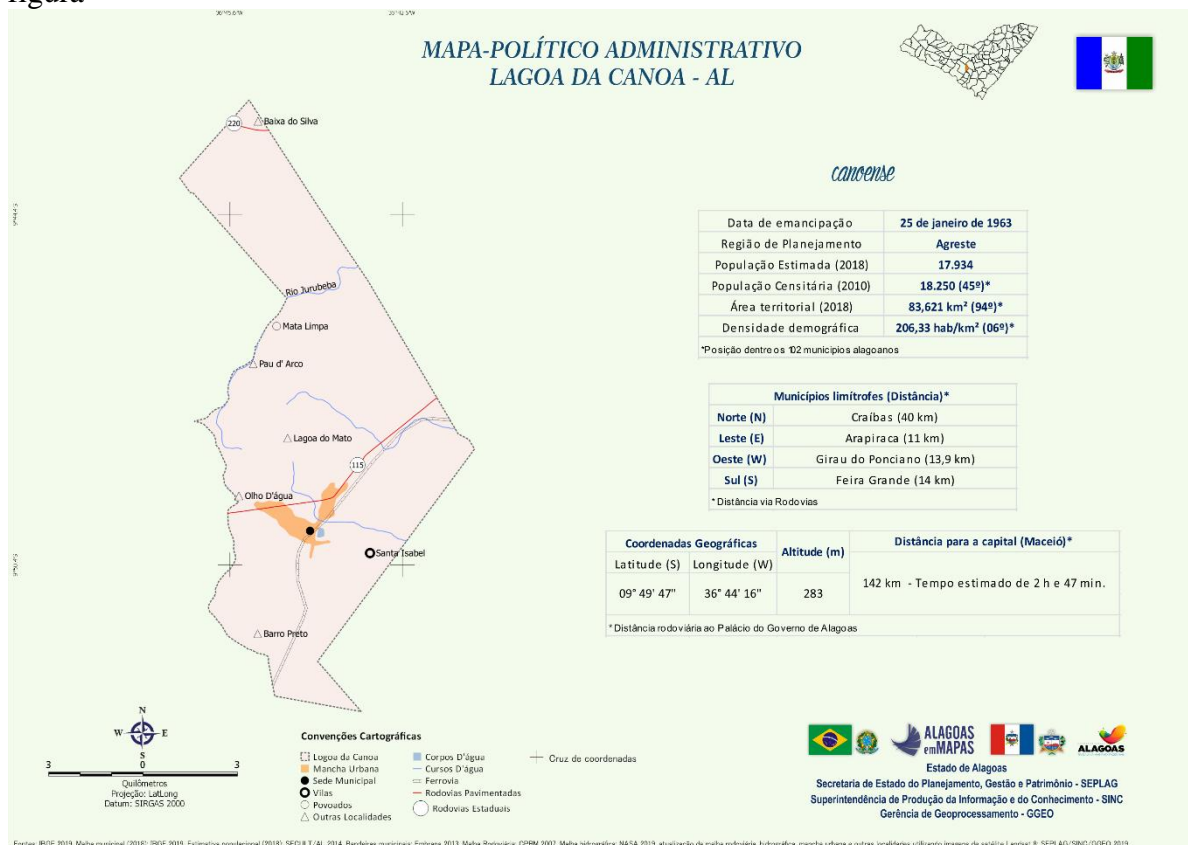 figura
MAPA-POLÍTICO ADMINISTRATIVO
LAGOA DA CANOA - AL
canoense
Data de emancipação 25 de janeiro de 1963
Região de Planejamento Agreste
População Estimada (2018) 17.934
População Censitária (2010) 18.250 (45º)*
Área territorial (2018) 83,621 km² (94º)*
Densidade demográfica 206,33 hab/km² (06º)*
*Posição dentre os 102 municipios alagoanos
Municípios limítrofes (Distância)*
Norte (N) Craíbas (40 km)
Leste (E) Arapiraca (11 km)
Oeste (W) Girau do Ponciano (13,9 km)
Sul (S) Feira Grande (14 km)
* Distância via Rodovias
Coordenadas Geográficas Altitude (m) Distância para a capital (Maceió)*
Latitude (S) Longitude (W)
09° 49' 47" 36° 44' 16" 283 142 km - Tempo estimado de 2 h e 47 min.
* Distância rodoviária ao Palácio do Governo de Alagoas
220
Baixa do Silva
Rio Jurubeba
Mata Limpa
Pau d' Arco
Lagoa do Mato
115
Olho D'água
Santa Isabel
Barro Preto
N
W E
S
3 0 3
Quilômetros
Projeção: LatLong
Datum: SIRGAS 2000
Convenções Cartográficas
Logoa da Canoa
Mancha Urbana
Sede Municipal
Vilas
Povoados
Outras Localidades
Corpos D'água
Cursos D'água
Ferrovia
Rodovias Pavimentadas
Rodovias Estaduais
Cruz de coordenadas
ALAGOAS
emMAPAS
ALAGOAS
Estado de Alagoas
Secretaria de Estado do Planejamento, Gestão e Patrimônio - SEPLAG
Superintendência de Produção da Informação e do Conhecimento - SINC
Gerência de Geoprocessamento - GGEO